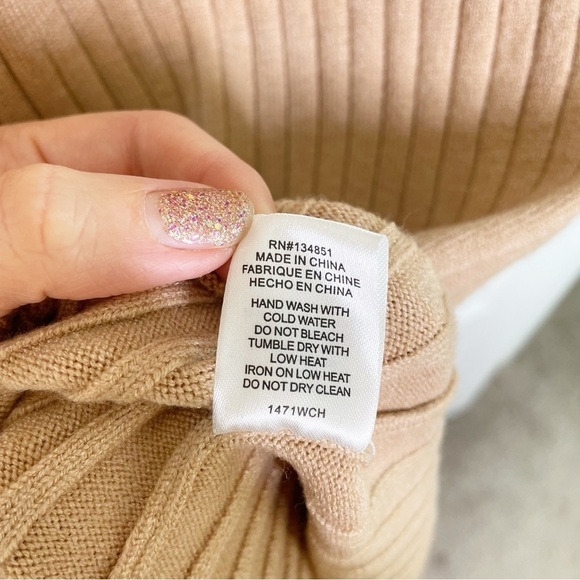 RN#134851
MADE IN CHINA
FABRIQUE EN CHINE
HECHO EN CHINA
HAND WASH WITH
COLD WATER
DO NOT BLEACH
TUMBLE DRY WITH
LOW HEAT
IRON ON LOW HEAT
DO NOT DRY CLEAN
1471WCH